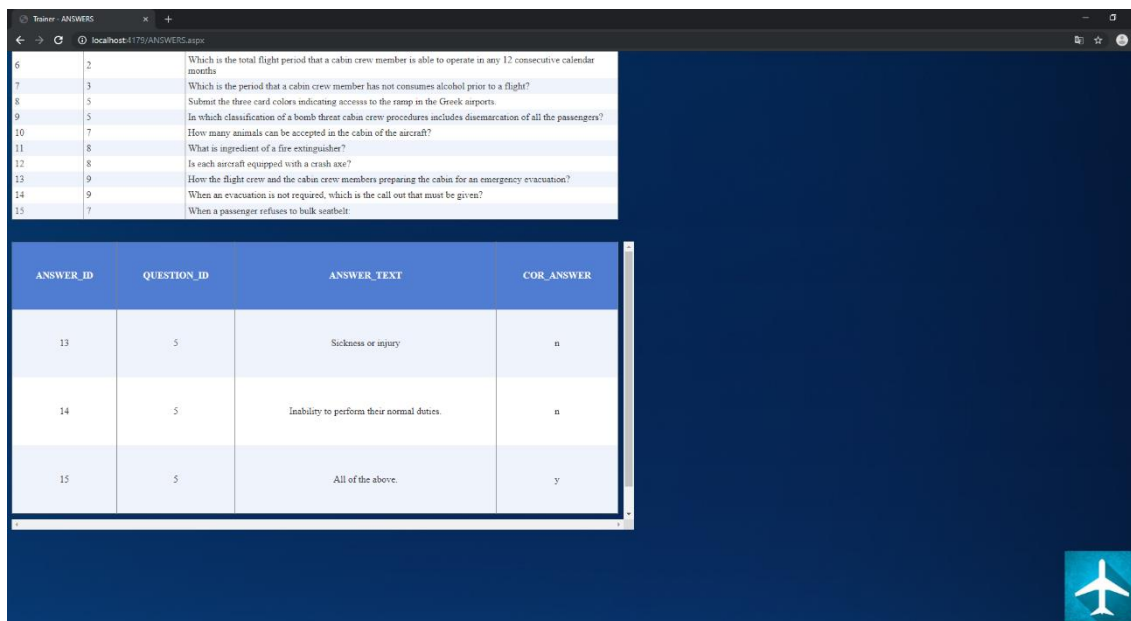 Trainer - ANSWERS
localhost:4179/ANSWERS.aspx
6 2 Which is the total flight period that a cabin crew member is able to operate in any 12 consecutive calendar
months
7 3 Which is the period that a cabin crew member has not consumes alcohol prior to a flight?
8 5 Submit the three card colors indicating accesss to the ramp in the Greek airports.
9 5 In which classification of a bomb threat cabin crew procedures includes disemarcation of all the passengers?
10 7 How many animals can be accepted in the cabin of the aircraft?
11 8 What is ingredient of a fire extinguisher?
12 8 Is each aircraft equipped with a crash axe?
13 9 How the flight crew and the cabin crew members preparing the cabin for an emergency evacuation?
14 9 When an evacuation is not required, which is the call out that must be given?
15 7 When a passenger refuses to bulk seatbelt:
ANSWER_ID QUESTION_ID ANSWER_TEXT COR_ANSWER
13 5 Sickness or injury n
14 5 Inability to perform their normal duties. n
15 5 All of the above. y